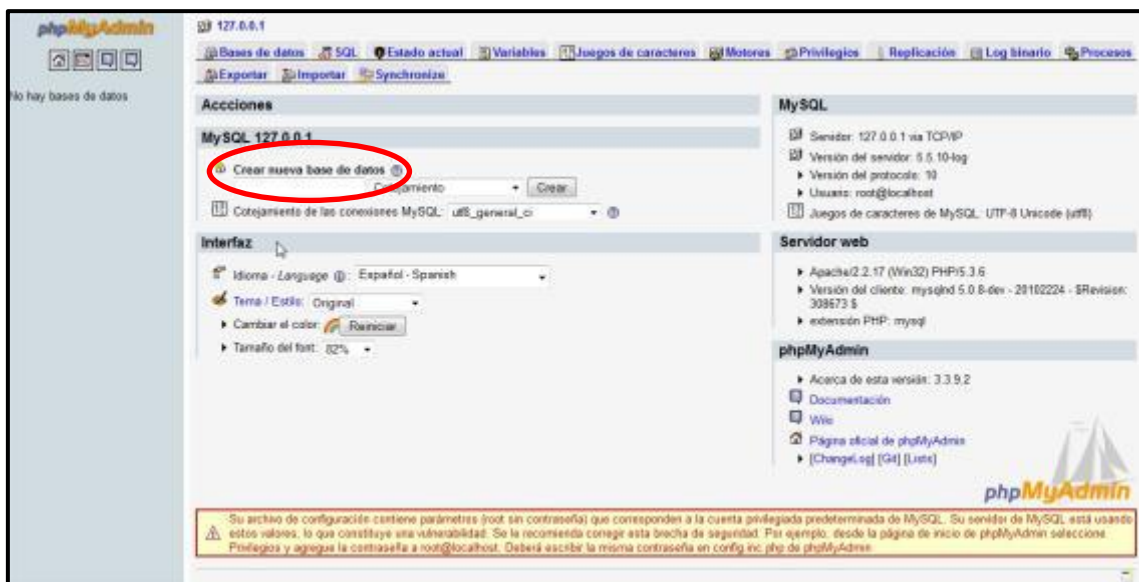 phpMyAdmin
No hay bases de datos
127.0.0.1
Bases de datos SQL Estado actual Variables Juegos de caracteres Motores Privilegios Replicación Log binario Procesos
Exportar Importar Synchronize
Accciones
MySQL 127.0.0.1
Crear nueva base de datos
Cotejamiento Crear
Cotejamiento de las conexiones MySQL: utf8_general_ci
Interfaz
Idioma - Language : Español - Spanish
Tema / Estilo: Original
Cambiar el color: Reiniciar
Tamaño del font: 82%
MySQL
Servidor: 127.0.0.1 via TCP/IP
Versión del servidor: 5.5.10-log
Versión del protocolo: 10
Usuario: root@localhost
Juegos de caracteres de MySQL: UTF-8 Unicode (utf8)
Servidor web
Apache/2.2.17 (Win32) PHP/5.3.6
Versión del cliente: mysqlnd 5.0.8-dev - 20102224 - $Revision:
308673 $
extensión PHP: mysql
phpMyAdmin
Acerca de esta versión: 3.3.9.2
Documentación
Wiki
Página oficial de phpMyAdmin
[ChangeLog] [Git] [Lists]
phpMyAdmin
Su archivo de configuración contiene parámetros (root sin contraseña) que corresponden a la cuenta privilegiada predeterminada de MySQL. Su servidor de MySQL está usando
estos valores, lo que constituye una vulnerabilidad. Se le recomienda corregir esta brecha de seguridad. Por ejemplo, desde la página de inicio de phpMyAdmin seleccione
Privilegios y agregue la contraseña a root@localhost. Deberá escribir la misma contraseña en config.inc.php de phpMyAdmin